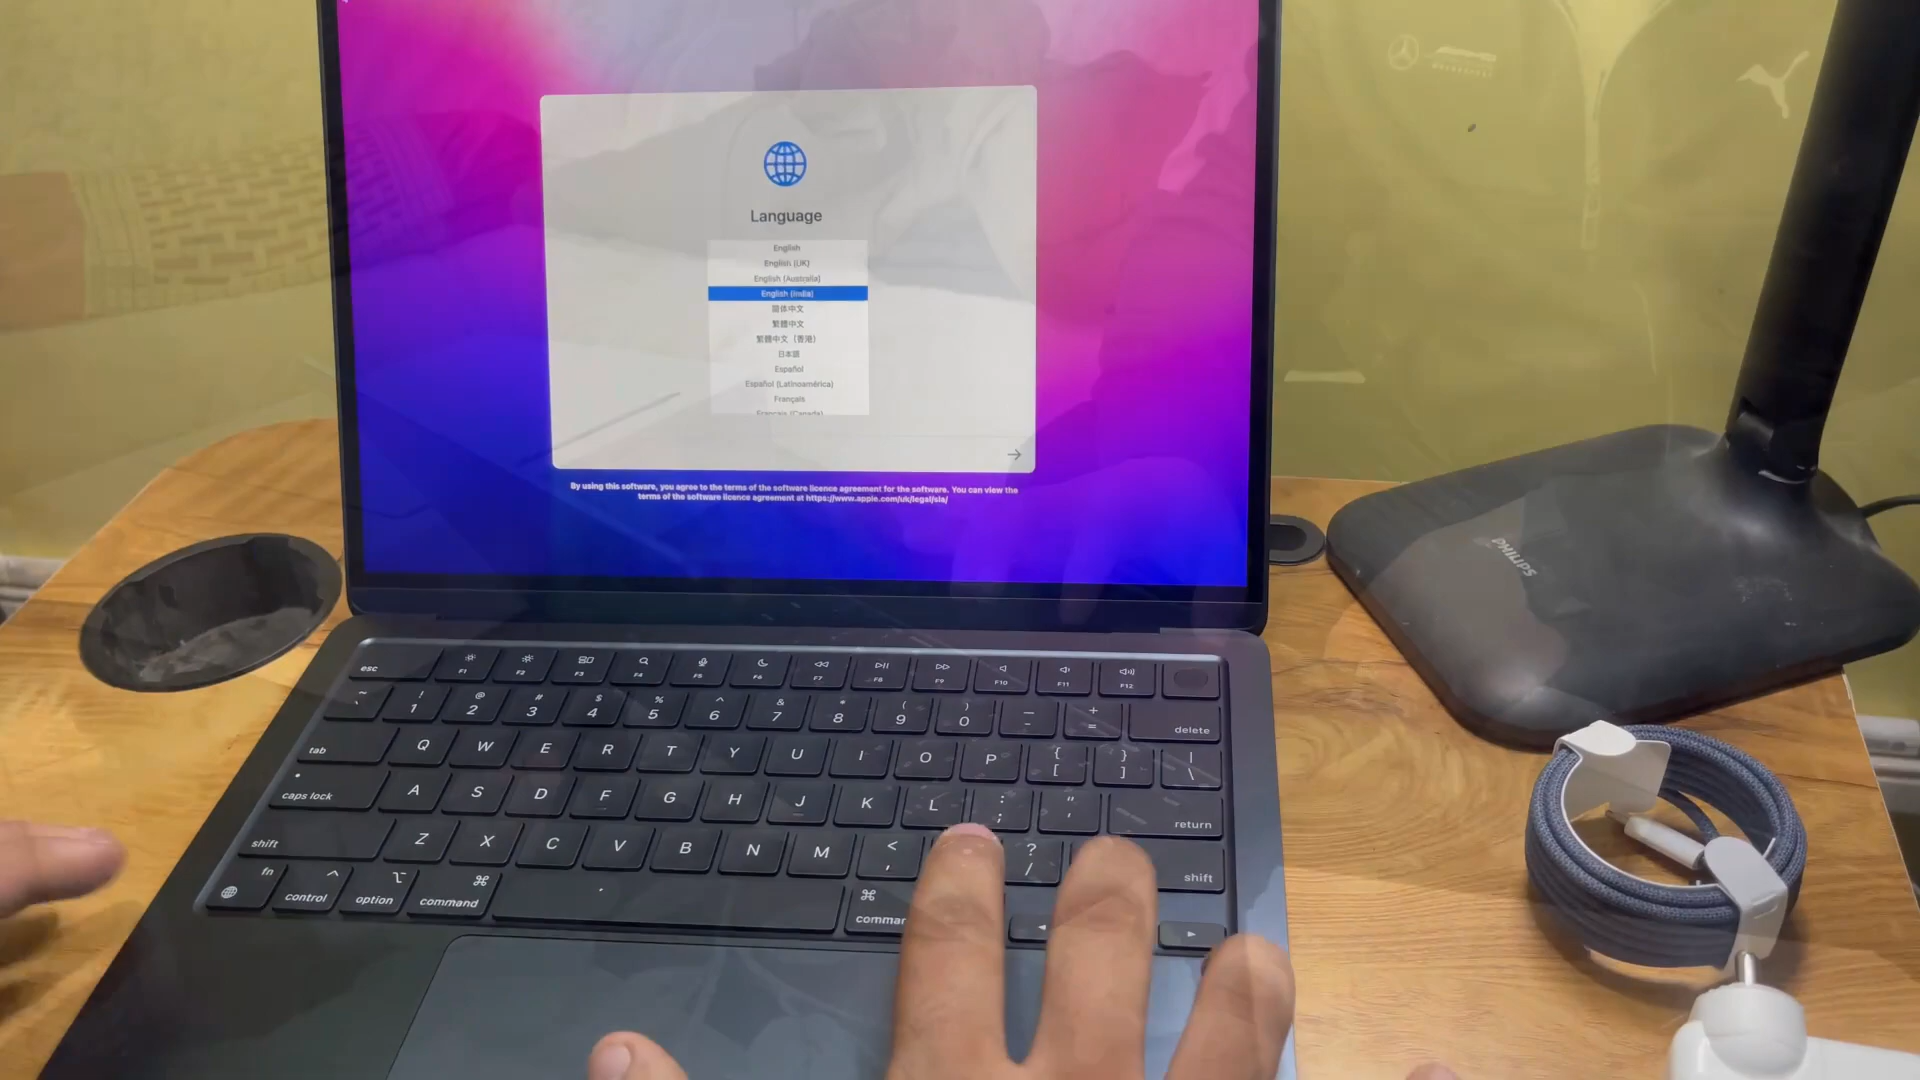 Language
English
English (UK)
English (Australia)
English (India)
简体中文
繁體中文
繁體中文（香港）
日本語
Español
Español (Latinoamérica)
Français
Français (Canada)
By using this software, you agree to the terms of the software licence agreement for the software. You can view the
terms of the software licence agreement at https://www.apple.com/uk/legal/sla/
PHILIPS
esc F1 F2 F3 F4 F5 F6 F7 F8 F9 F10 F11 F12
~ ! @ # $ % ^ & * ( ) _ +
` 1 2 3 4 5 6 7 8 9 0 - = delete
tab Q W E R T Y U I O P { [ } ] | \
caps lock A S D F G H J K L : ; " ' return
shift Z X C V B N M < , ? / shift
fn control option command comman